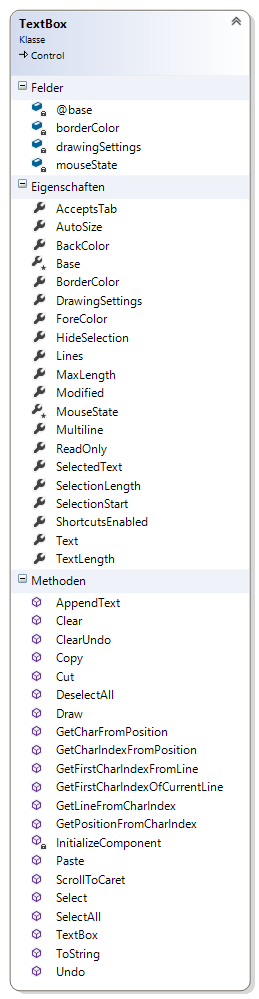 TextBox
Klasse
Control
Felder
@base
borderColor
drawingSettings
mouseState
Eigenschaften
AcceptsTab
AutoSize
BackColor
Base
BorderColor
DrawingSettings
ForeColor
HideSelection
Lines
MaxLength
Modified
MouseState
Multiline
ReadOnly
SelectedText
SelectionLength
SelectionStart
ShortcutsEnabled
Text
TextLength
Methoden
AppendText
Clear
ClearUndo
Copy
Cut
DeselectAll
Draw
GetCharFromPosition
GetCharIndexFromPosition
GetFirstCharIndexFromLine
GetFirstCharIndexOfCurrentLine
GetLineFromCharIndex
GetPositionFromCharIndex
InitializeComponent
Paste
ScrollToCaret
Select
SelectAll
TextBox
ToString
Undo